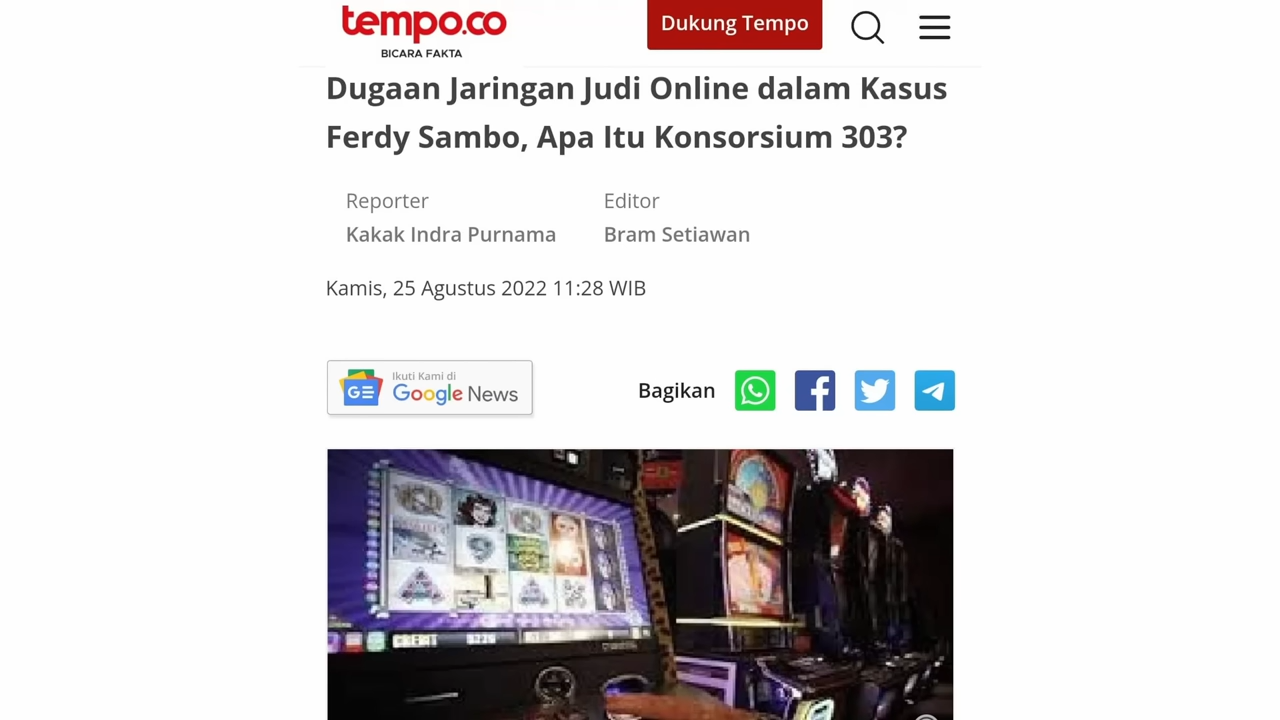 tempo.co
BICARA FAKTA
Dukung Tempo
Dugaan Jaringan Judi Online dalam Kasus
Ferdy Sambo, Apa Itu Konsorsium 303?
Reporter
Editor
Kakak Indra Purnama
Bram Setiawan
Kamis, 25 Agustus 2022 11:28 WIB
GE
Ikuti Kami di
Google News
Bagikan
CREDIT